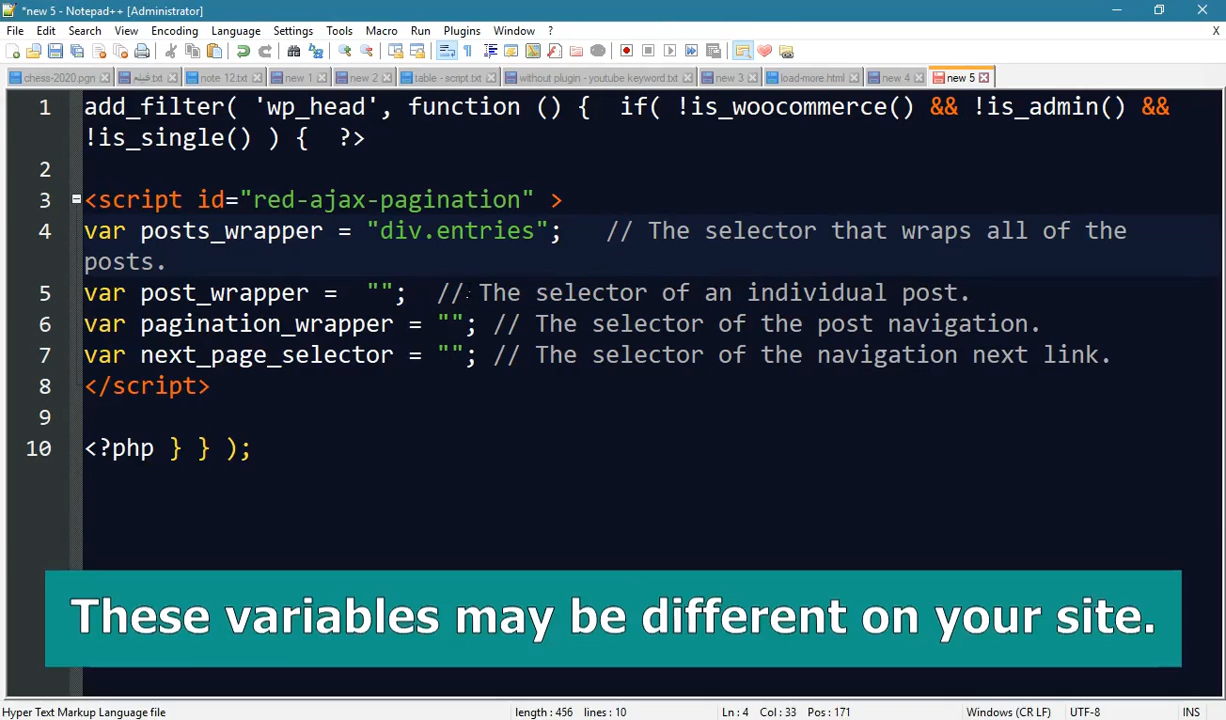 *new 5 - Notepad++ [Administrator]
File Edit Search View Encoding Language Settings Tools Macro Run Plugins Window ? X
chess-2020.pgn note 12.txt new 1 new 2 table - script.txt without plugin - youtube keyword.txt new 3 load-more.html new 4 new 5
1 add_filter( 'wp_head', function () {  if( !is_woocommerce() && !is_admin() &&
!is_single() ) {  ?>
2
3 <script id="red-ajax-pagination" >
4 var posts_wrapper = "div.entries";   // The selector that wraps all of the
posts.
5 var post_wrapper =  "";  // The selector of an individual post.
6 var pagination_wrapper = ""; // The selector of the post navigation.
7 var next_page_selector = ""; // The selector of the navigation next link.
8 </script>
9
10 <?php } } );
These variables may be different on your site.
Hyper Text Markup Language file length : 456 lines : 10 Ln : 4 Col : 33 Pos : 171 Windows (CR LF) UTF-8 INS